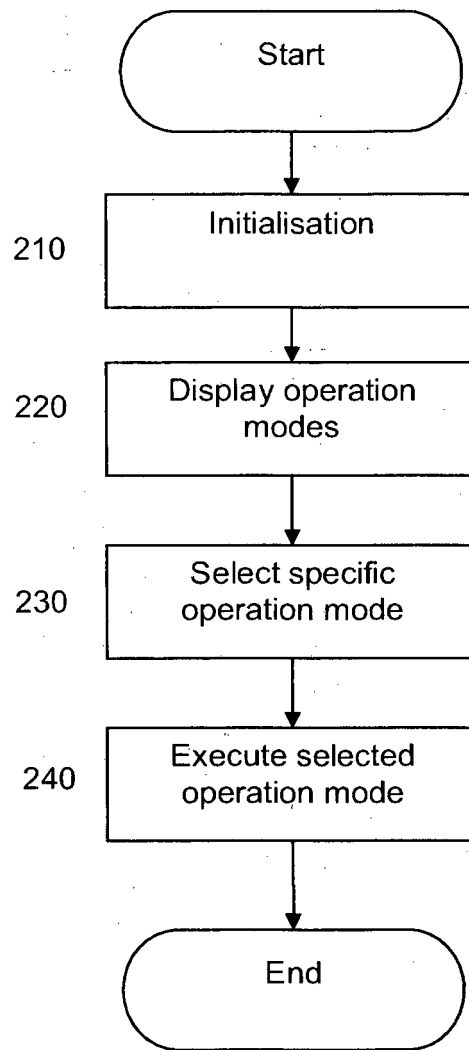 Start
210
Initialisation
220
Display operation
modes
230
Select specific
operation mode
240
Execute selected
operation mode
End